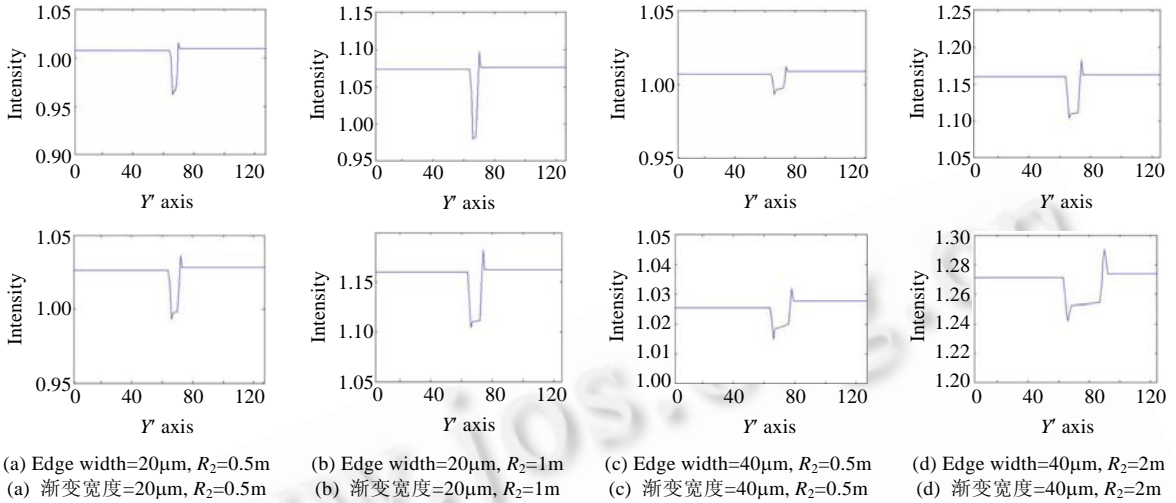 1.05
1.00
0.95
0.90
Intensity
0 40 80 120
Y′ axis
1.15
1.10
1.05
1.00
0.95
Intensity
0 40 80 120
Y′ axis
1.05
1.00
0.95
Intensity
0 40 80 120
Y′ axis
1.25
1.20
1.15
1.10
1.05
Intensity
0 40 80 120
Y′ axis
1.05
1.00
0.95
Intensity
0 40 80 120
Y′ axis
1.15
1.10
1.05
Intensity
0 40 80 120
Y′ axis
1.05
1.04
1.03
1.02
1.01
1.00
Intensity
0 40 80 120
Y′ axis
1.30
1.28
1.26
1.24
1.22
1.20
Intensity
0 40 80 120
Y′ axis
(a) Edge width=20μm, R₂=0.5m
(a) 渐变宽度=20μm, R₂=0.5m
(b) Edge width=20μm, R₂=1m
(b) 渐变宽度=20μm, R₂=1m
(c) Edge width=40μm, R₂=0.5m
(c) 渐变宽度=40μm, R₂=0.5m
(d) Edge width=40μm, R₂=2m
(d) 渐变宽度=40μm, R₂=2m